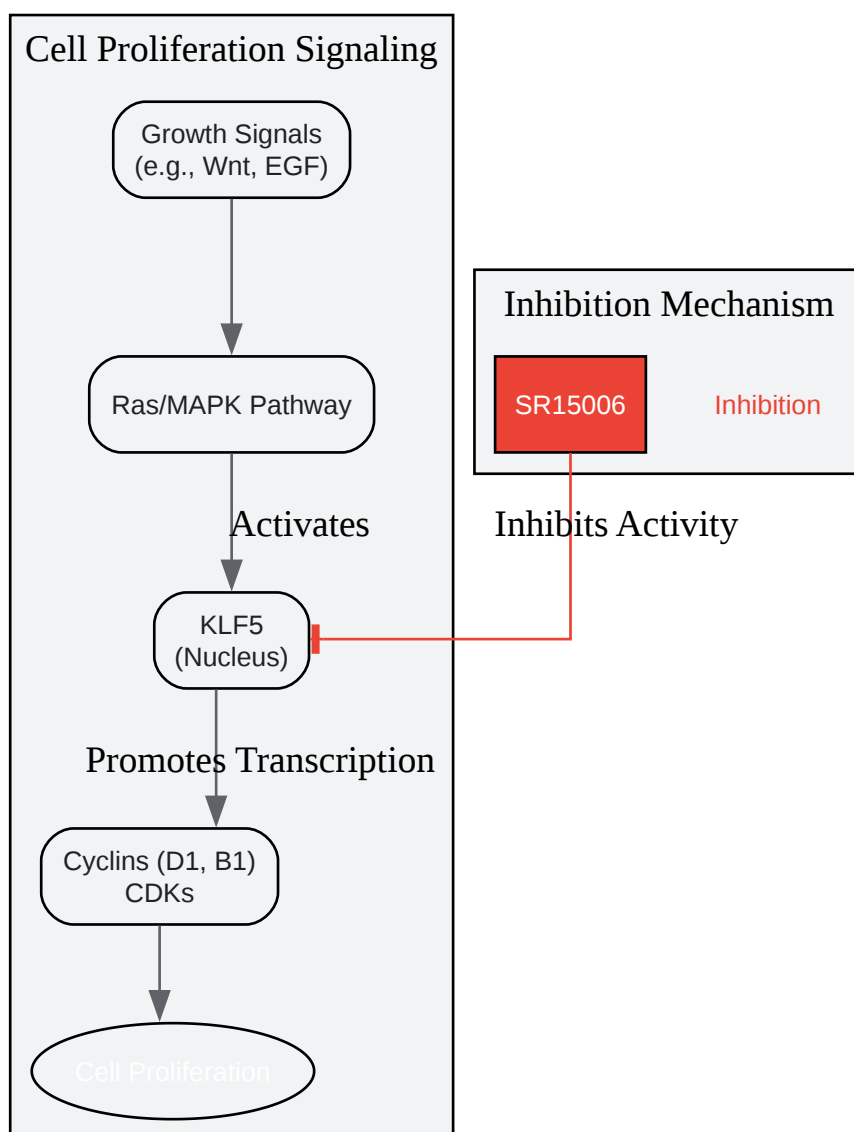 Cell Proliferation Signaling
Growth Signals
(e.g., Wnt, EGF)
Inhibition Mechanism
Ras/MAPK Pathway
SR15006
Inhibition
Activates
Inhibits Activity
KLF5
(Nucleus)
Promotes Transcription
Cyclins (D1, B1)
CDKs
Cell Proliferation